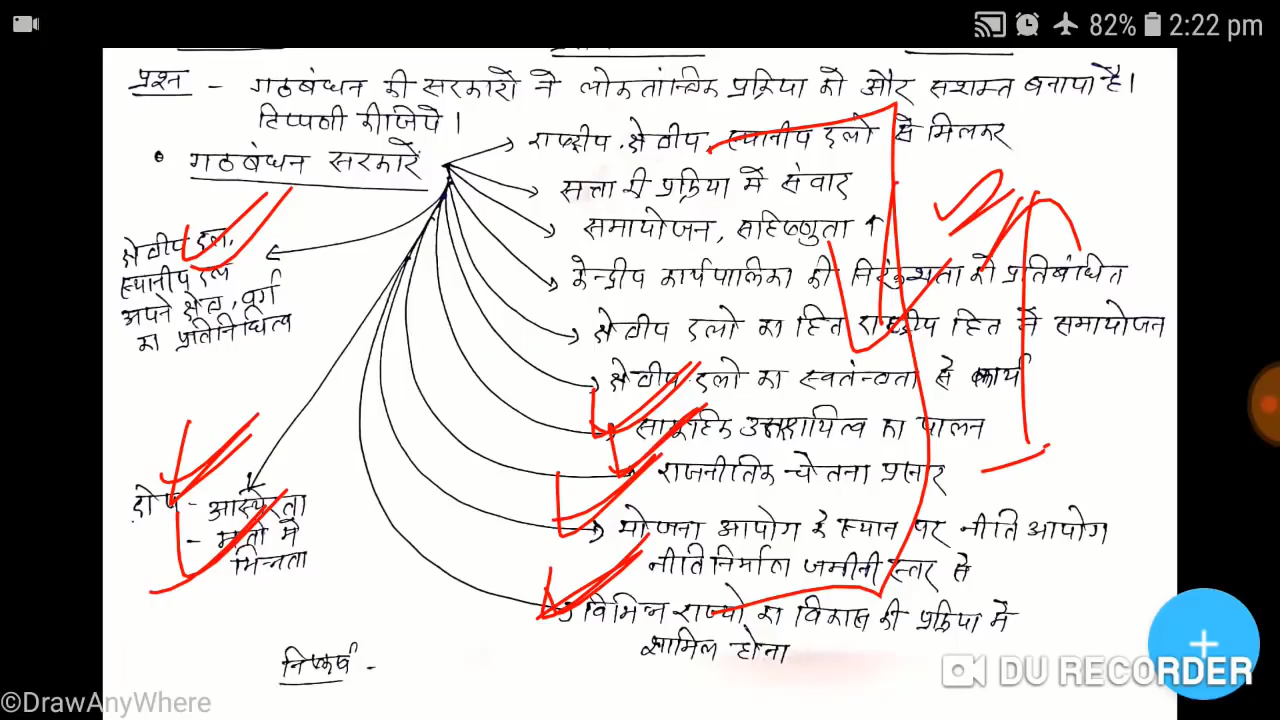 82% 2:22 pm
प्रश्न - गठबंधन की सरकारों ने लोकतांत्रिक प्रक्रिया को और सशक्त बनाया है।
टिप्पणी कीजिये।
• गठबंधन सरकारें
राष्ट्रीय क्षेत्रीय, स्थानीय दलो से मिलकर
सत्ता की प्रक्रिया में संवाद
समायोजन, सहिष्णुता ↑
केन्द्रीय कार्यपालिका की निरंकुशता को प्रतिबंधित
क्षेत्रीय दलो का हित राष्ट्रीय हित में समायोजन
क्षेत्रीय दलो का स्वतंत्रता से कार्य
सामूहिक उत्तरदायित्व का पालन
राजनीतिक चेतना प्रसार
योजना आयोग के स्थान पर नीति आयोग
नीति निर्माण जमीनी स्तर से
विभिन्न राज्यो का विकास की प्रक्रिया में
शामिल होना
क्षेत्रीय दल,
स्थानीय दल
अपने क्षेत्र, वर्ग
का प्रतिनिधित्व
दोष - अस्थिरता
- मतो में
भिन्नता
निष्कर्ष -
DU RECORDER
©DrawAnyWhere